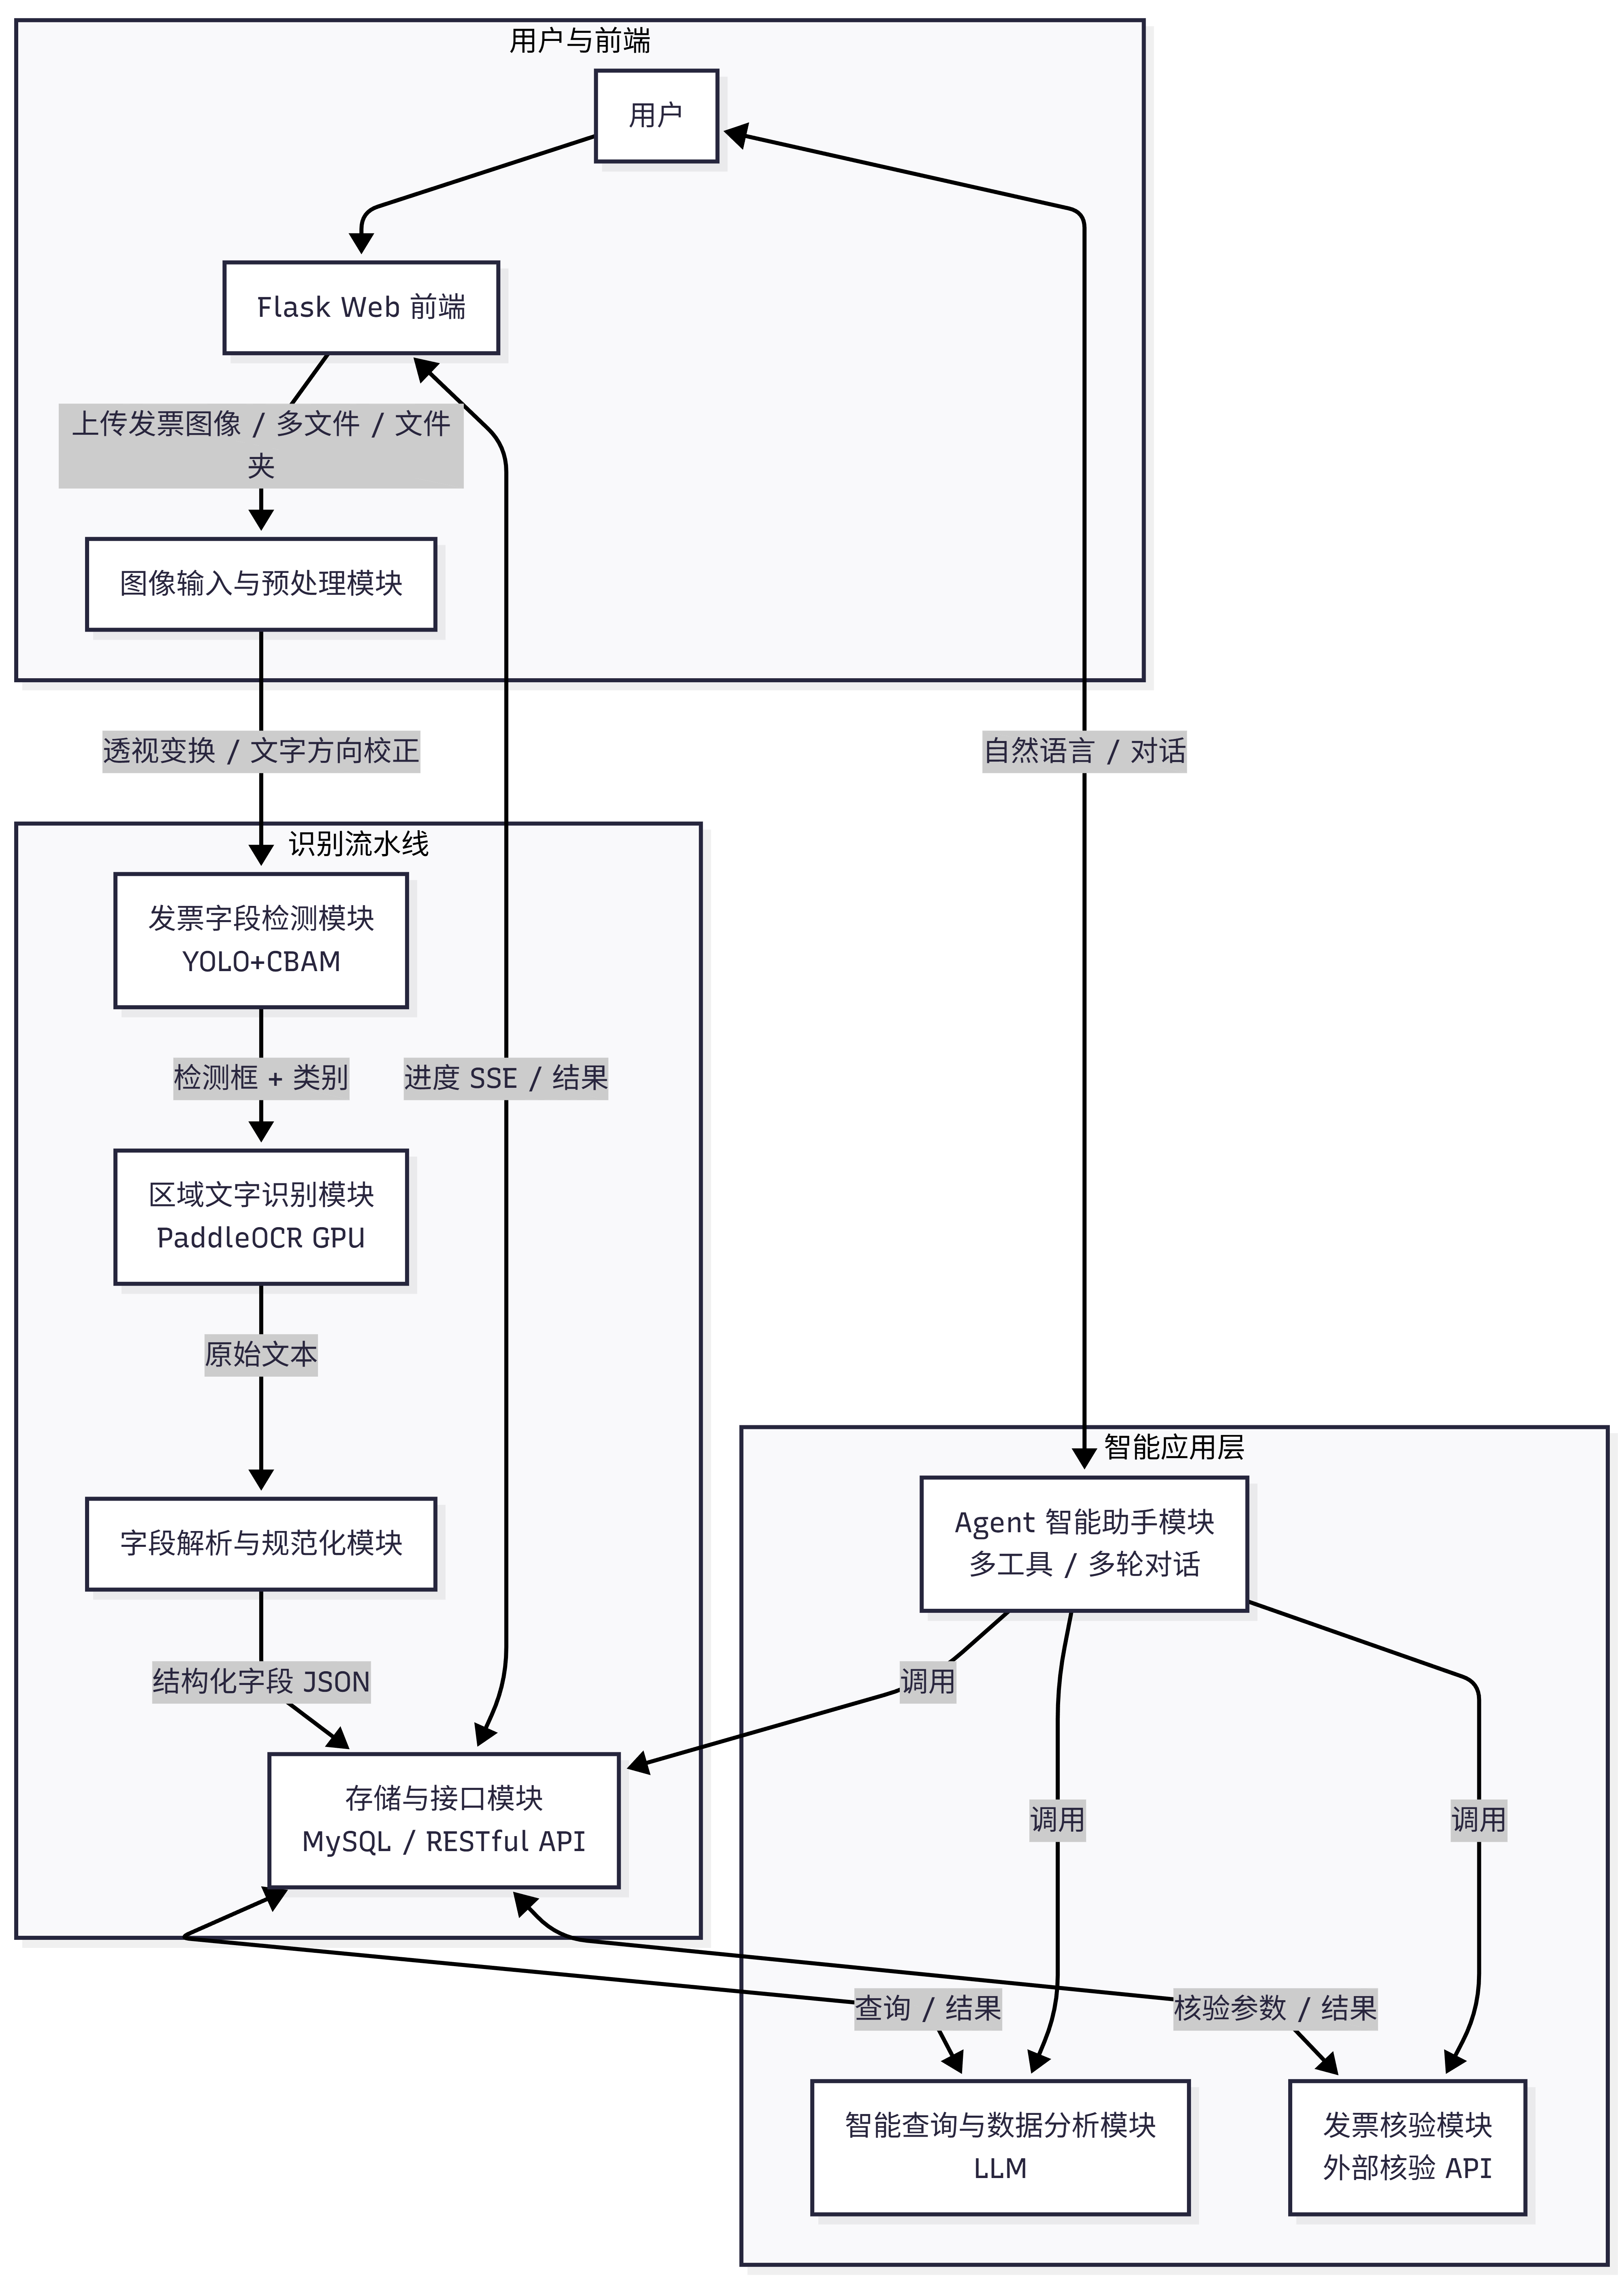 用户与前端
用户
Flask Web 前端
上传发票图像 / 多文件 / 文件
夹
图像输入与预处理模块
透视变换 / 文字方向校正
自然语言 / 对话
识别流水线
发票字段检测模块
YOLO+CBAM
检测框 + 类别
进度 SSE / 结果
区域文字识别模块
PaddleOCR GPU
原始文本
智能应用层
Agent 智能助手模块
多工具 / 多轮对话
字段解析与规范化模块
结构化字段 JSON
调用
存储与接口模块
MySQL / RESTful API
调用
调用
查询 / 结果
核验参数 / 结果
智能查询与数据分析模块
LLM
发票核验模块
外部核验 API